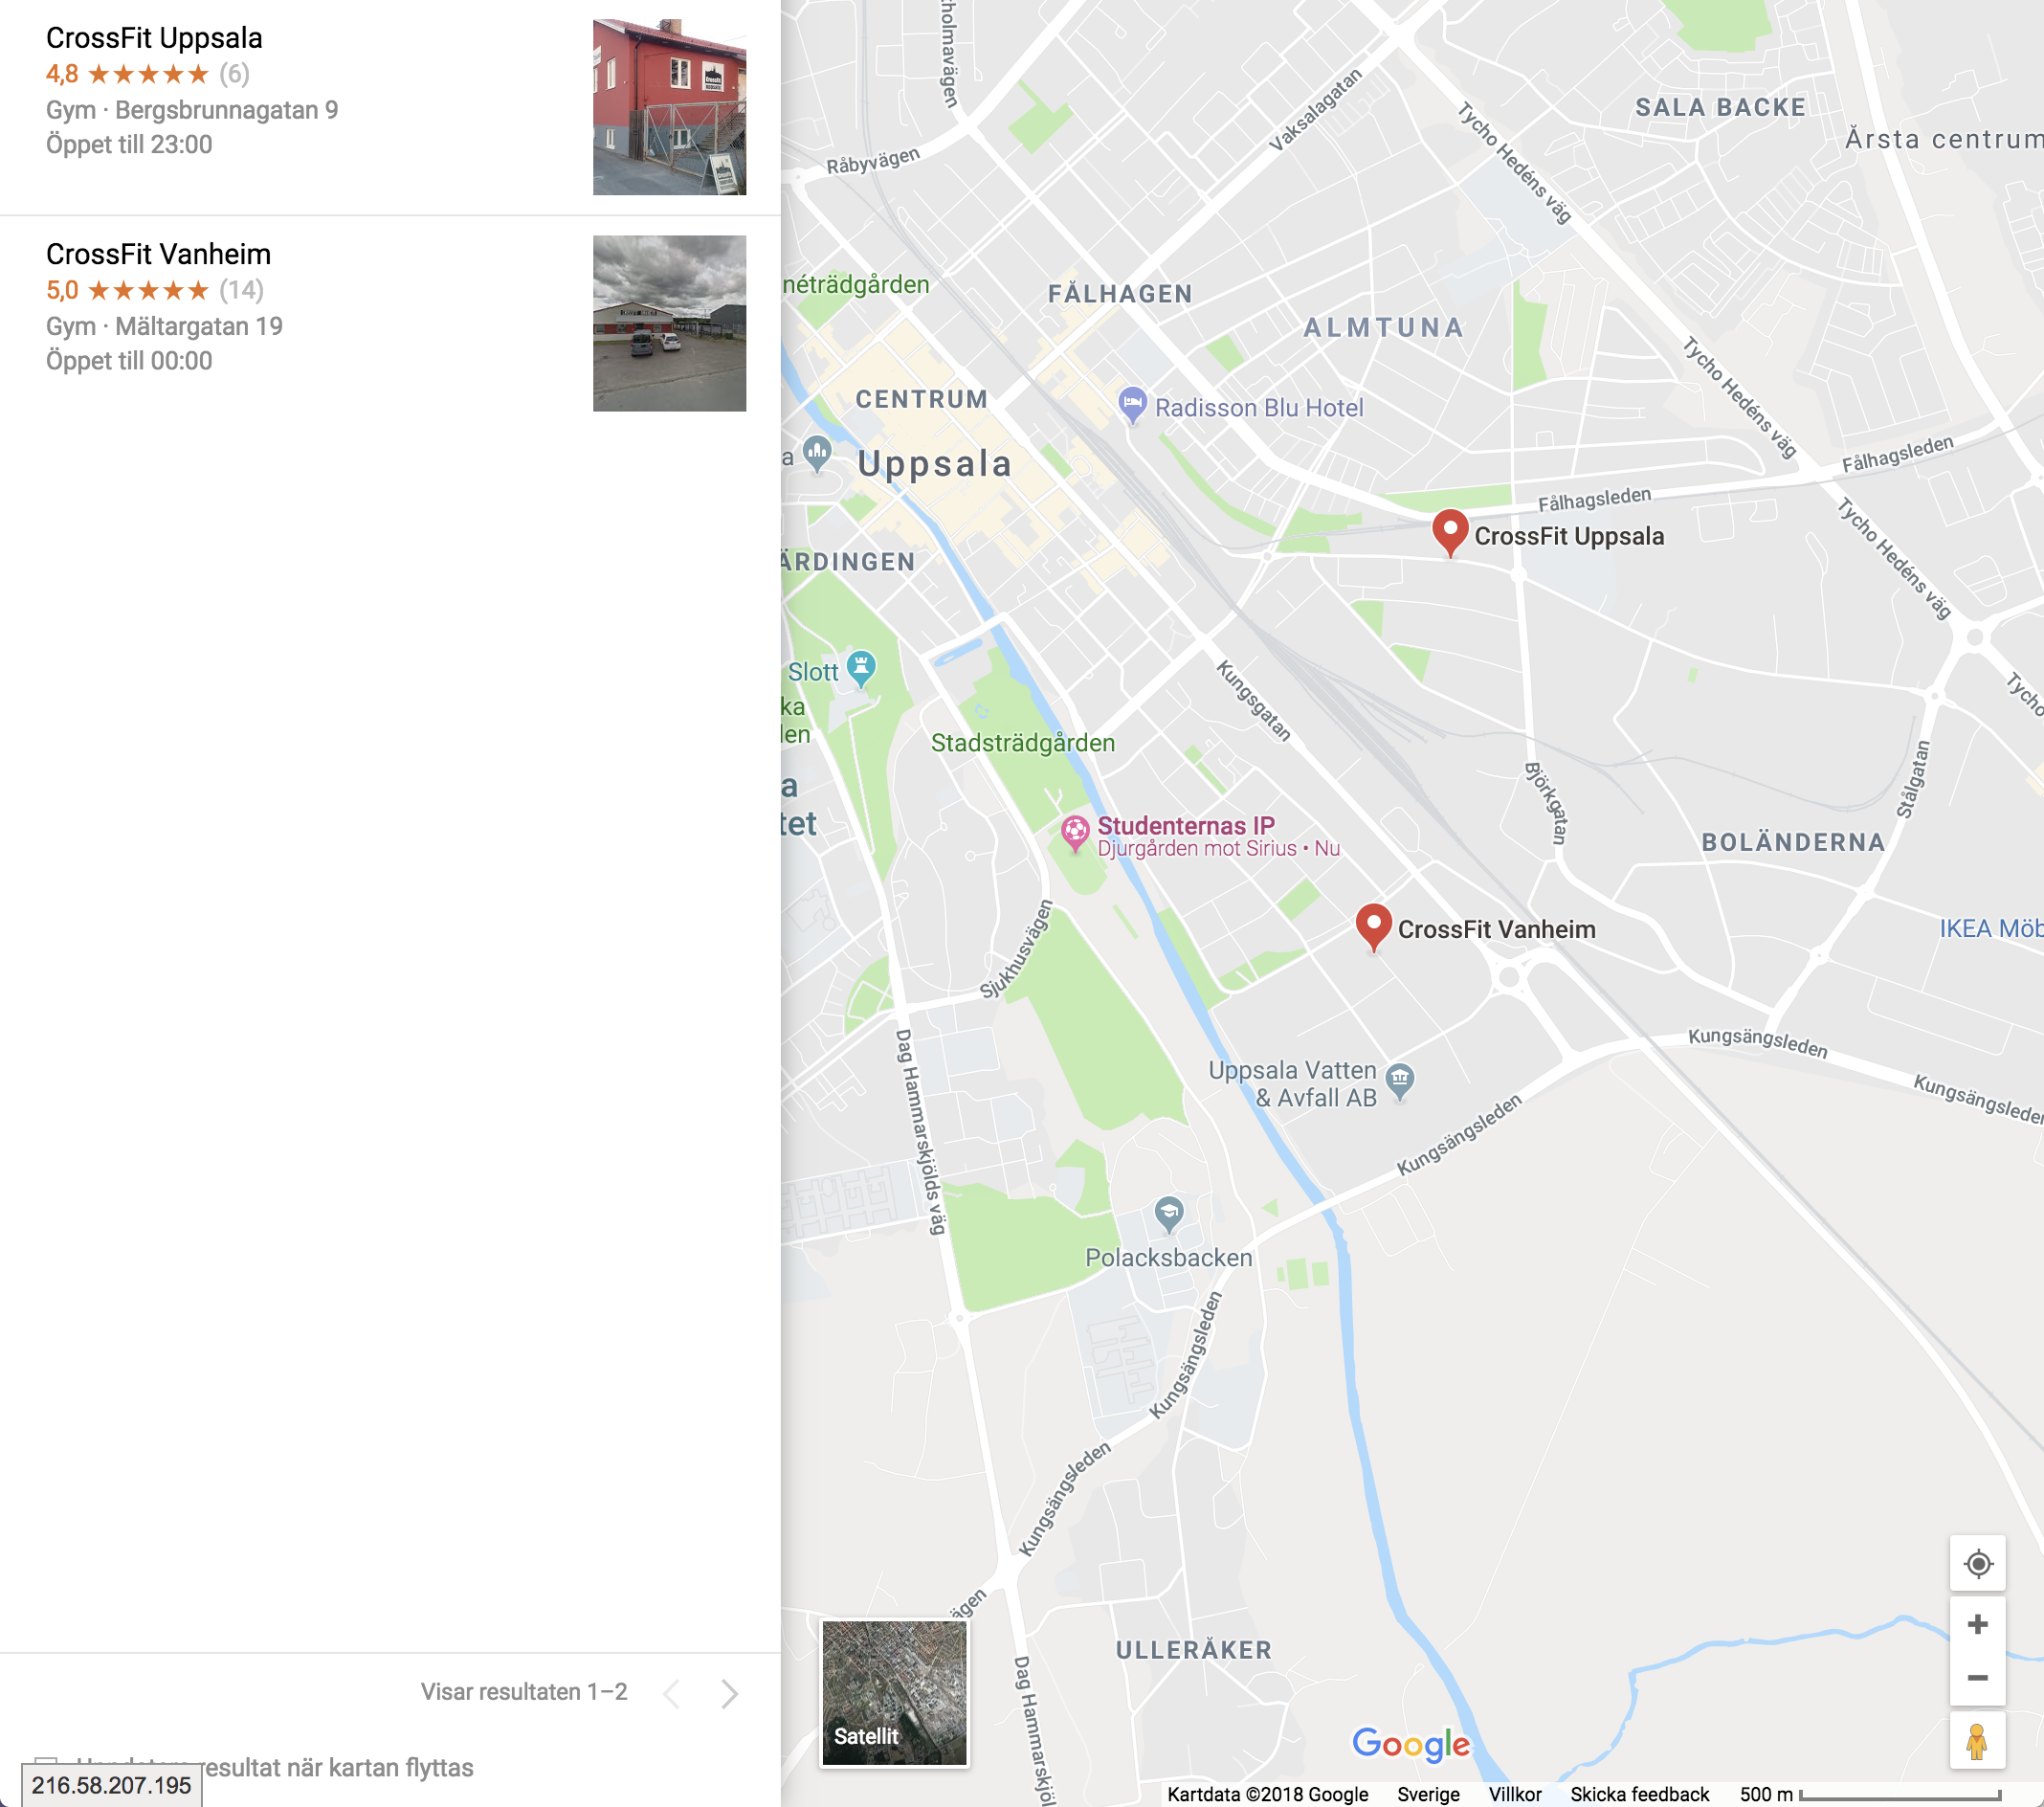 CrossFit Uppsala
4,8 ★★★★★ (6)
Gym · Bergsbrunnagatan 9
Öppet till 23:00
CrossFit Vanheim
5,0 ★★★★★ (14)
Gym · Mältargatan 19
Öppet till 00:00
Visar resultaten 1–2
resultat när kartan flyttas
216.58.207.195
holmavägen
Råbyvägen
Vaksalagatan
Tycho Hedéns väg
SALA BACKE
Årsta centrum
néträdgården
FÅLHAGEN
ALMTUNA
Tycho Hedéns väg
CENTRUM
Radisson Blu Hotel
Uppsala
a
Fålhagsleden
Fålhagsleden
Tycho Hedéns väg
CrossFit Uppsala
ÄRDINGEN
Slott
ka
len
Kungsgatan
Tycho
Stadsträdgården
a
tet
Björkgatan
Stålgatan
Studenternas IP
Djurgården mot Sirius • Nu
BOLÄNDERNA
CrossFit Vanheim
IKEA Möb
Sjukhusvägen
Dag Hammarskjölds väg
Kungsängsleden
Kungsängsleden
Uppsala Vatten
& Avfall AB
Kungsängsleden
Polacksbacken
Kungsängsleden
Kungsängsleden
ägen
ULLERÅKER
Dag Hammarskjöl
Satellit
Google
Kartdata ©2018 Google Sverige Villkor Skicka feedback 500 m